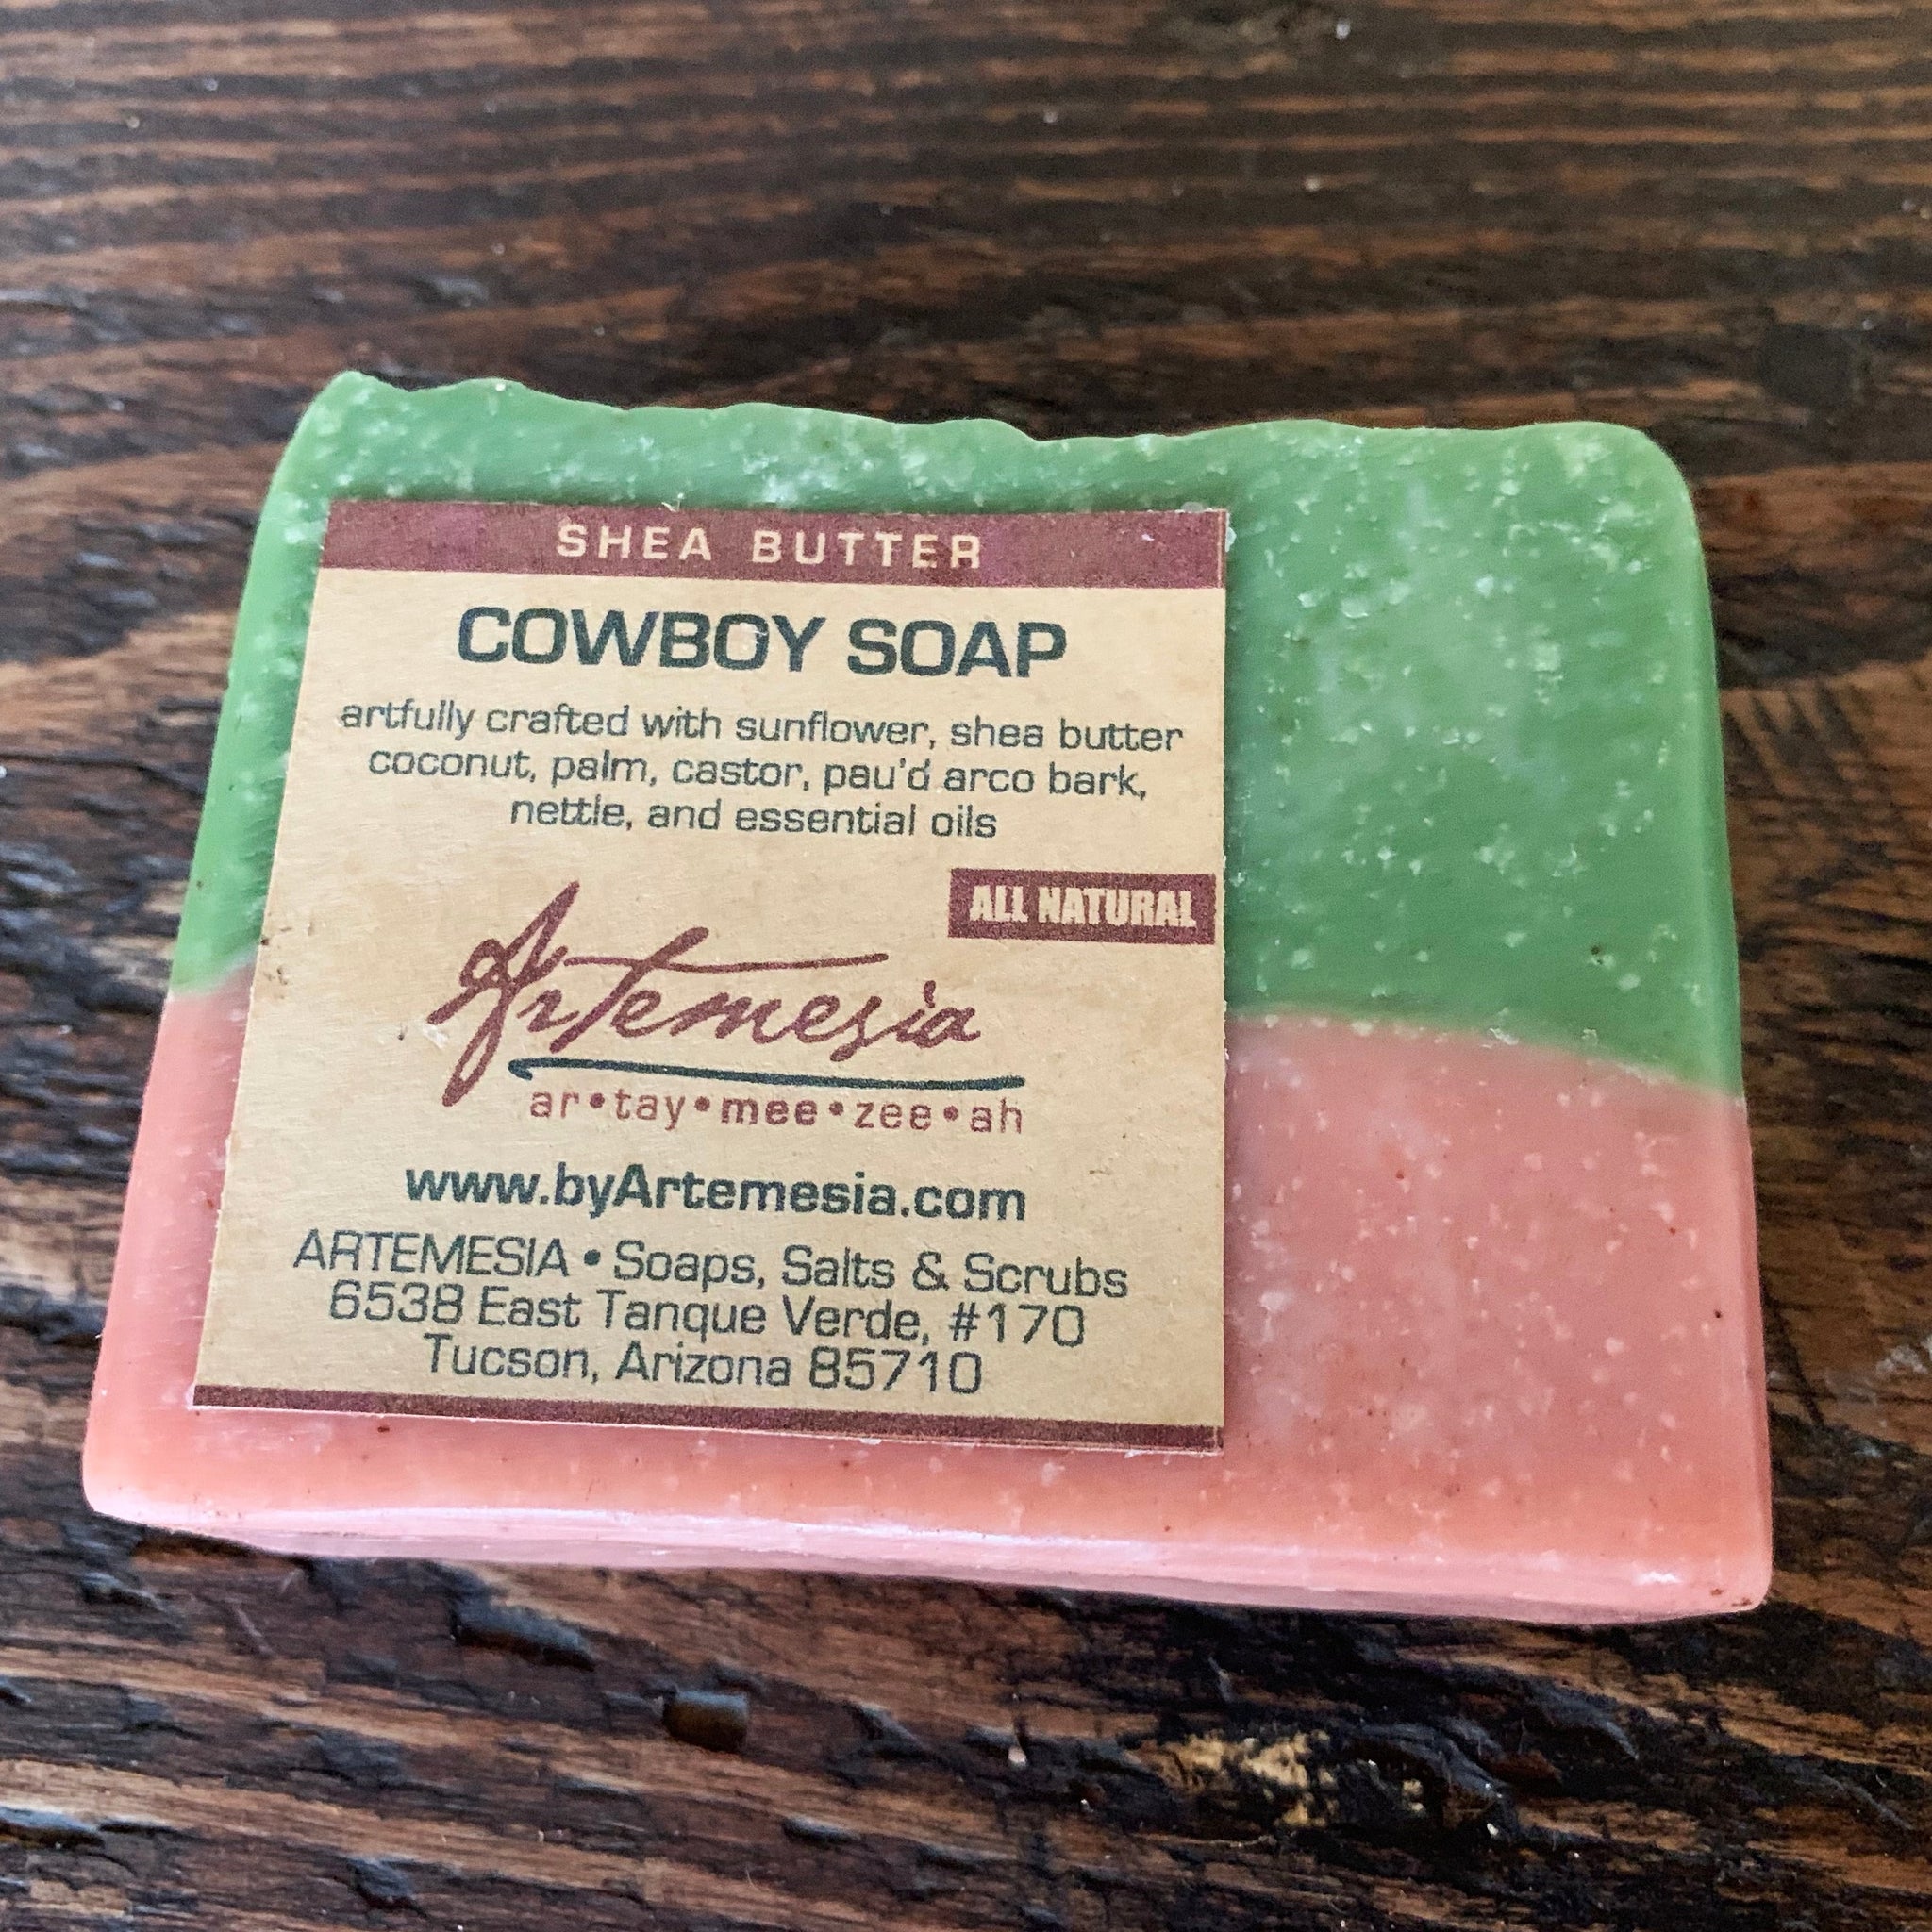 SHEA BUTTER
COWBOY SOAP
artfully crafted with sunflower, shea butter
coconut, palm, castor, pau'd arco bark,
nettle, and essential oils
ALL NATURAL
Artemesia
ar•tay•mee•zee•ah
www.byArtemesia.com
ARTEMESIA • Soaps, Salts & Scrubs
6538 East Tanque Verde, #170
Tucson, Arizona 85710